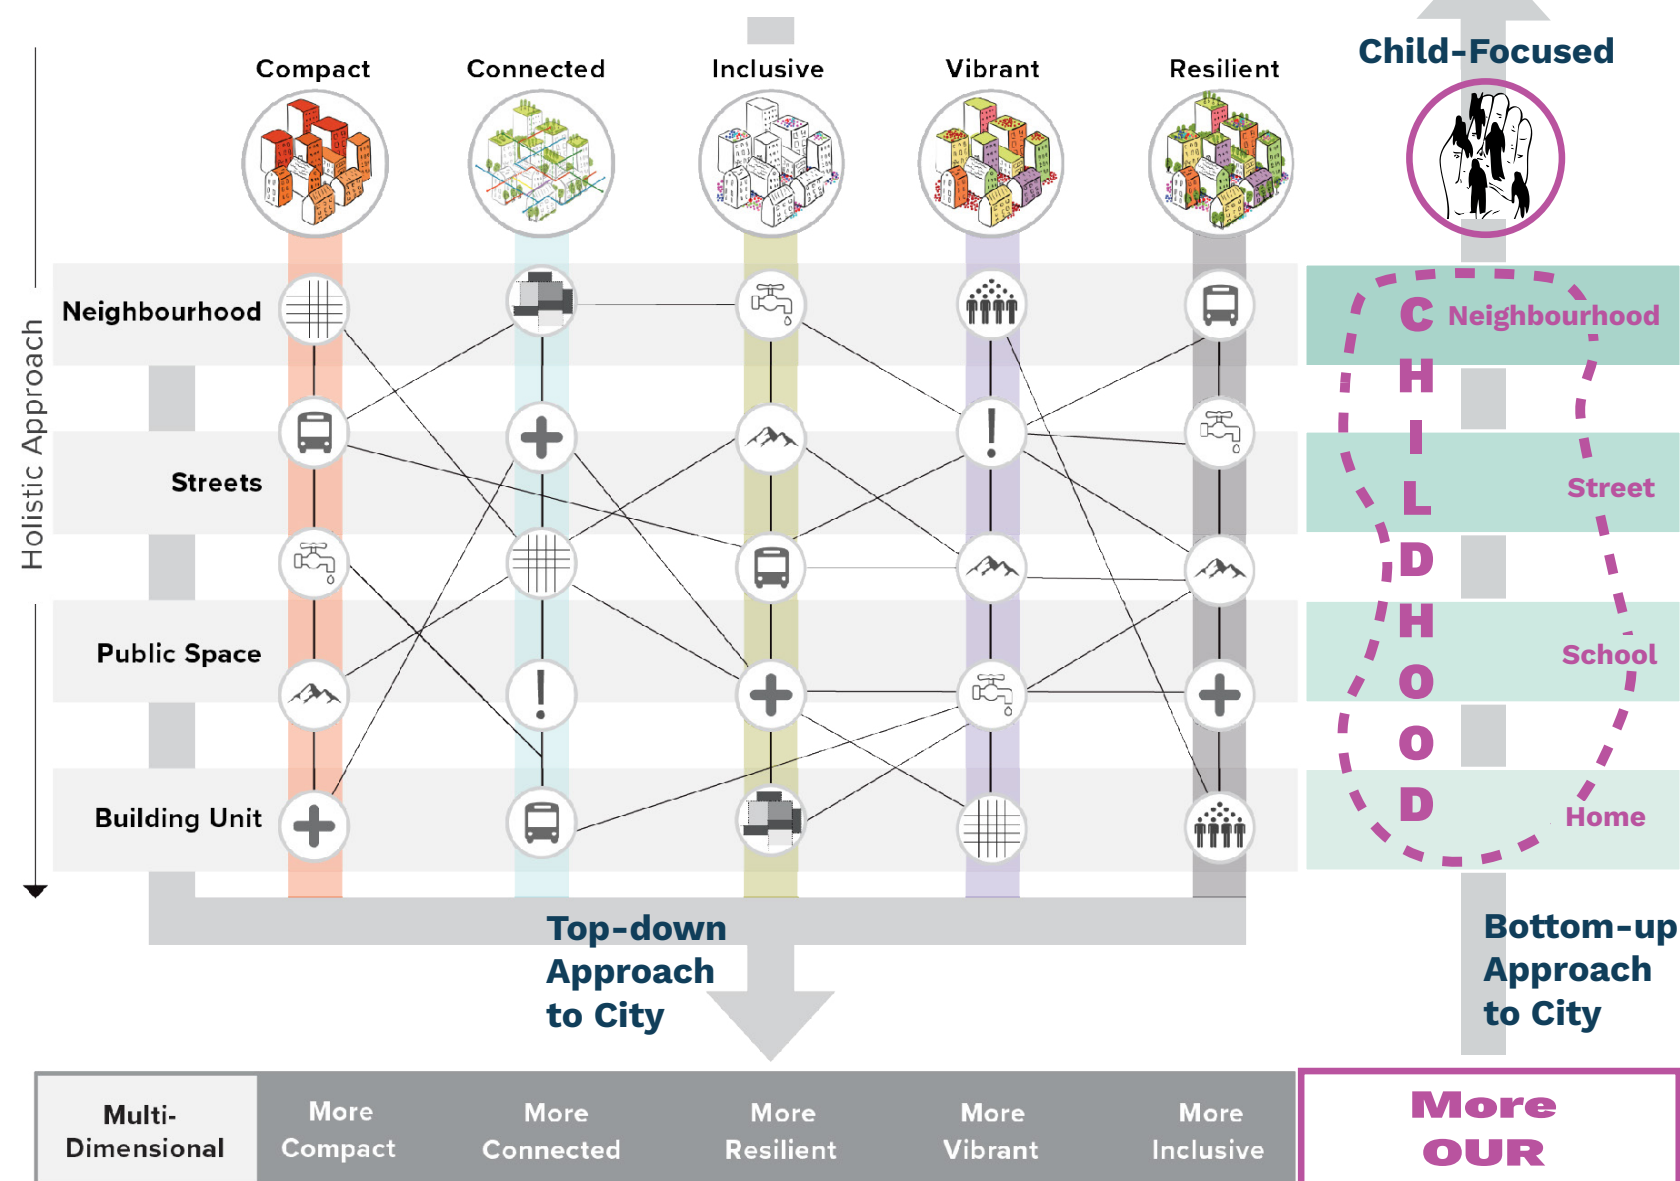 Child-Focused
Compact
Connected
Inclusive
Vibrant
Resilient
Holistic Approach
Neighbourhood
Streets
Public Space
Building Unit
CHILDHOOD
Neighbourhood
Street
School
Home
Top-down
Approach
to City
Bottom-up
Approach
to City
Multi-
Dimensional
More
Compact
More
Connected
More
Resilient
More
Vibrant
More
Inclusive
More
OUR